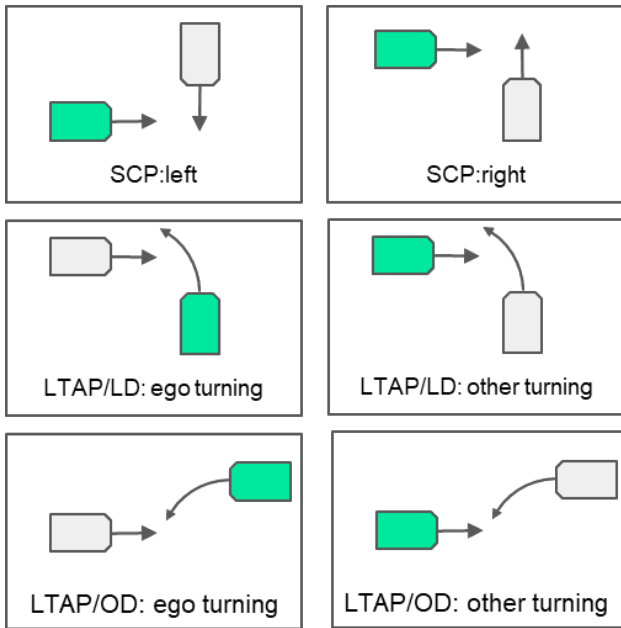 SCP:left
SCP:right
LTAP/LD: ego turning
LTAP/LD: other turning
LTAP/OD: ego turning
LTAP/OD: other turning